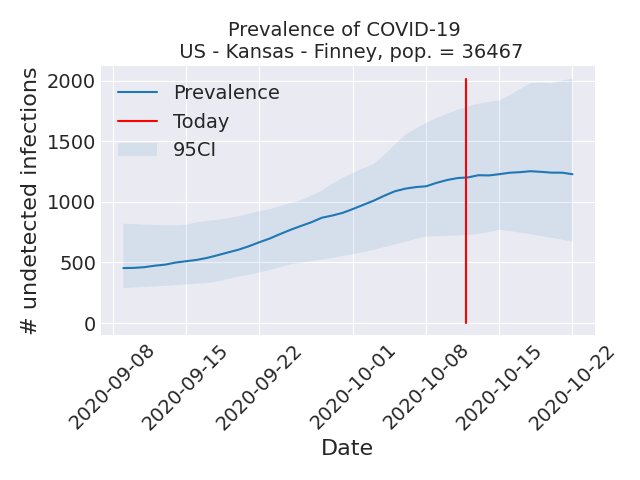 Prevalence of COVID-19
US - Kansas - Finney, pop. = 36467
# undetected infections
2000
1500
1000
500
0
Prevalence
Today
95CI
2020-09-08
2020-09-15
2020-09-22
2020-10-01
2020-10-08
2020-10-15
2020-10-22
Date